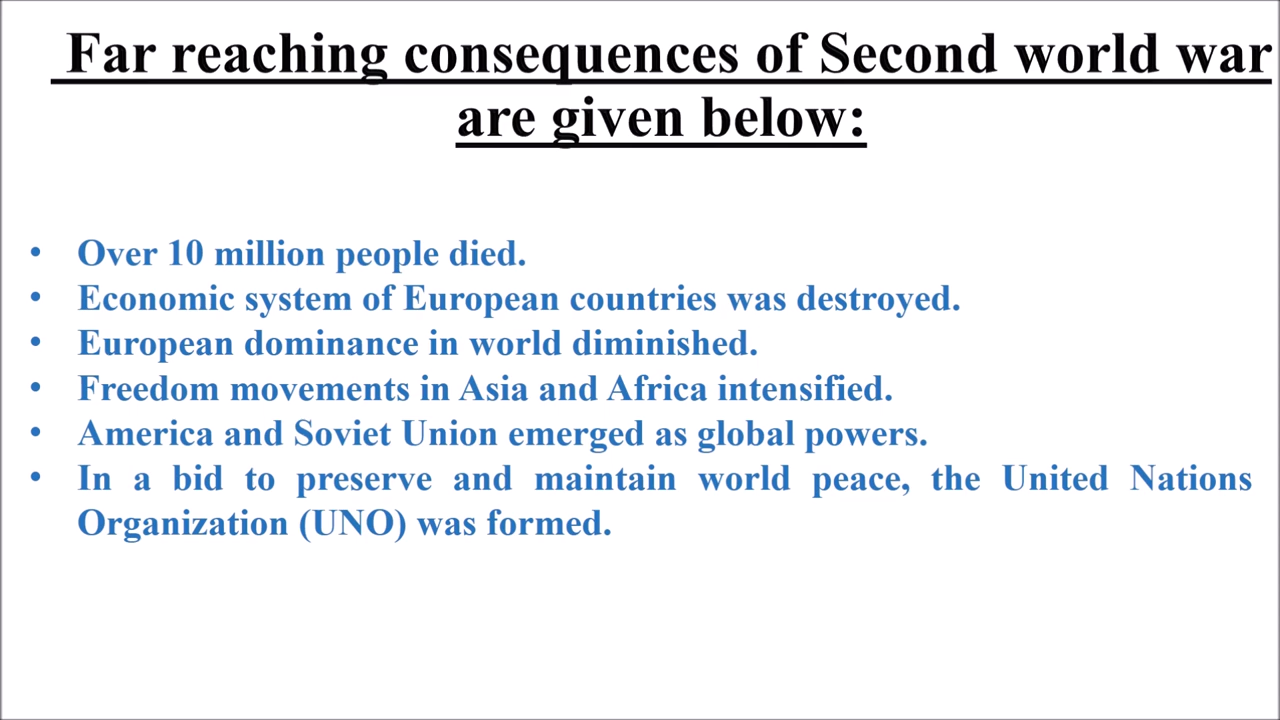 Far reaching consequences of Second world war
are given below:
• Over 10 million people died.
• Economic system of European countries was destroyed.
• European dominance in world diminished.
• Freedom movements in Asia and Africa intensified.
• America and Soviet Union emerged as global powers.
• In a bid to preserve and maintain world peace, the United Nations
Organization (UNO) was formed.